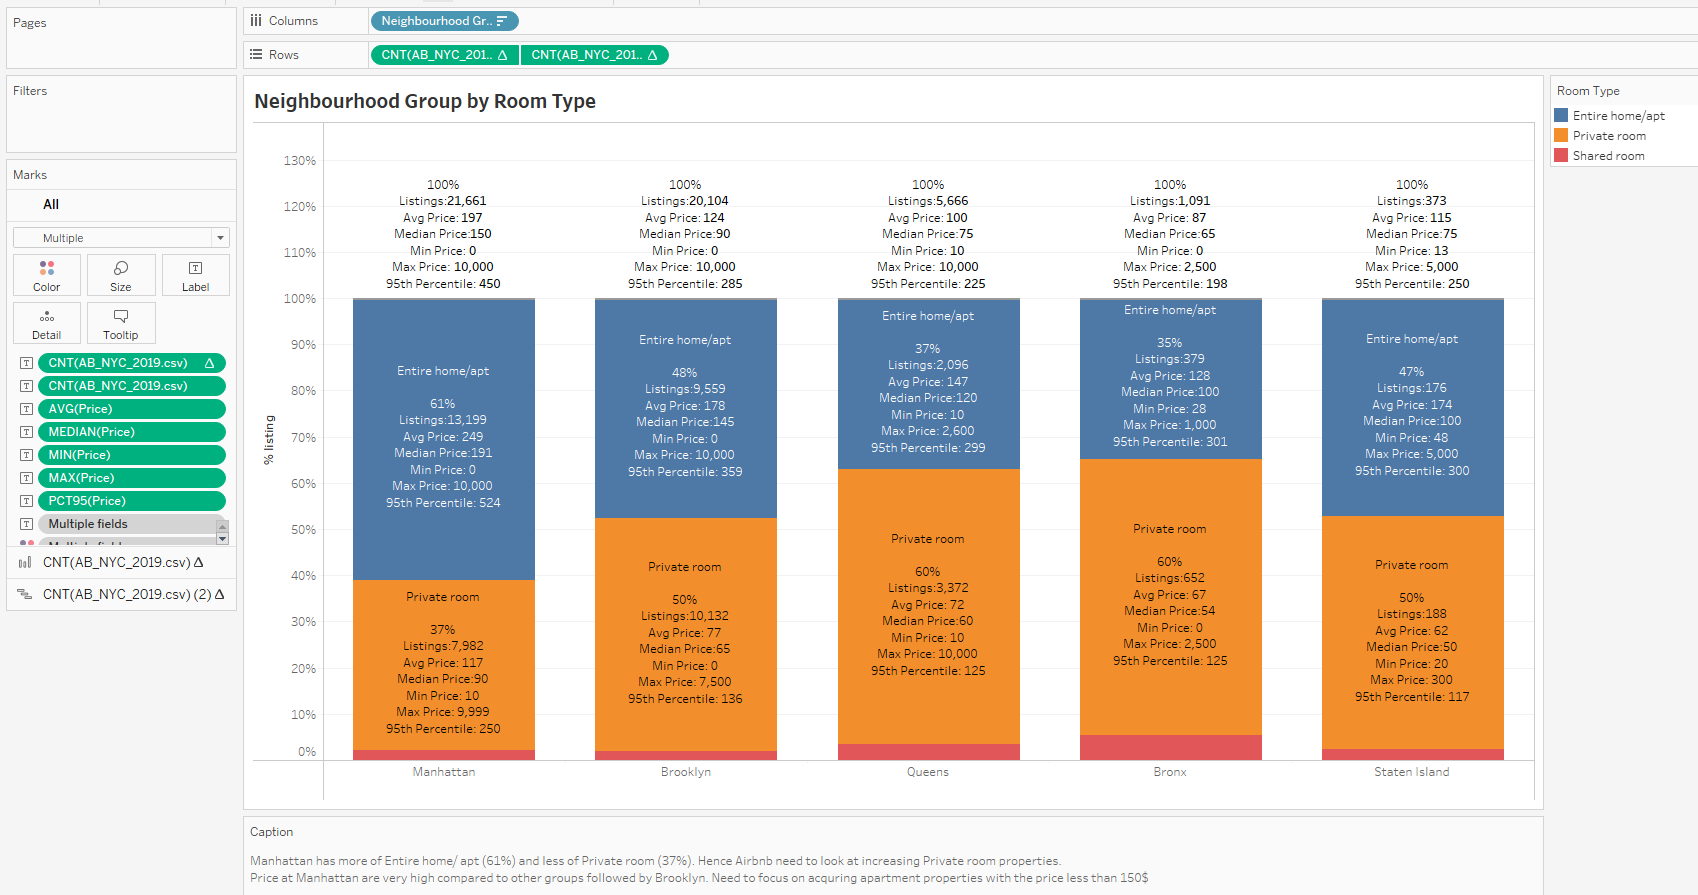 Pages
Columns
Neighbourhood Gr..
Rows
CNT(AB_NYC_201.. Δ
CNT(AB_NYC_201.. Δ
Filters
Marks
All
Multiple
Color
Size
Label
Detail
Tooltip
CNT(AB_NYC_2019.csv) Δ
CNT(AB_NYC_2019.csv)
AVG(Price)
MEDIAN(Price)
MIN(Price)
MAX(Price)
PCT95(Price)
Multiple fields
CNT(AB_NYC_2019.csv) Δ
CNT(AB_NYC_2019.csv) (2) Δ
Neighbourhood Group by Room Type
% listing
130%
120%
110%
100%
90%
80%
70%
60%
50%
40%
30%
20%
10%
0%
100%
Listings:21,661
Avg Price: 197
Median Price:150
Min Price: 0
Max Price: 10,000
95th Percentile: 450
Entire home/apt
61%
Listings:13,199
Avg Price: 249
Median Price:191
Min Price: 0
Max Price: 10,000
95th Percentile: 524
Private room
37%
Listings:7,982
Avg Price: 117
Median Price:90
Min Price: 10
Max Price: 9,999
95th Percentile: 250
Manhattan
100%
Listings:20,104
Avg Price: 124
Median Price:90
Min Price: 0
Max Price: 10,000
95th Percentile: 285
Entire home/apt
48%
Listings:9,559
Avg Price: 178
Median Price:145
Min Price: 0
Max Price: 10,000
95th Percentile: 359
Private room
50%
Listings:10,132
Avg Price: 77
Median Price:65
Min Price: 0
Max Price: 7,500
95th Percentile: 136
Brooklyn
100%
Listings:5,666
Avg Price: 100
Median Price:75
Min Price: 10
Max Price: 10,000
95th Percentile: 225
Entire home/apt
37%
Listings:2,096
Avg Price: 147
Median Price:120
Min Price: 10
Max Price: 2,600
95th Percentile: 299
Private room
60%
Listings:3,372
Avg Price: 72
Median Price:60
Min Price: 10
Max Price: 10,000
95th Percentile: 125
Queens
100%
Listings:1,091
Avg Price: 87
Median Price:65
Min Price: 0
Max Price: 2,500
95th Percentile: 198
Entire home/apt
35%
Listings:379
Avg Price: 128
Median Price:100
Min Price: 28
Max Price: 1,000
95th Percentile: 301
Private room
60%
Listings:652
Avg Price: 67
Median Price:54
Min Price: 0
Max Price: 2,500
95th Percentile: 125
Bronx
100%
Listings:373
Avg Price: 115
Median Price:75
Min Price: 13
Max Price: 5,000
95th Percentile: 250
Entire home/apt
47%
Listings:176
Avg Price: 174
Median Price:100
Min Price: 48
Max Price: 5,000
95th Percentile: 300
Private room
50%
Listings:188
Avg Price: 62
Median Price:50
Min Price: 20
Max Price: 300
95th Percentile: 117
Staten Island
Room Type
Entire home/apt
Private room
Shared room
Caption
Manhattan has more of Entire home/ apt (61%) and less of Private room (37%). Hence Airbnb need to look at increasing Private room properties.
Price at Manhattan are very high compared to other groups followed by Brooklyn. Need to focus on acquring apartment properties with the price less than 150$